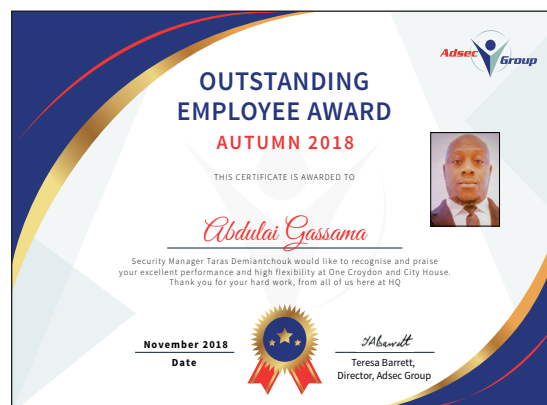 Adsec Group
OUTSTANDING
EMPLOYEE AWARD
AUTUMN 2018
THIS CERTIFICATE IS AWARDED TO
Abdulai Gassama
Security Manager Taras Demiantchouk would like to recognise and praise
your excellent performance and high flexibility at One Croydon and City House.
Thank you for your hard work, from all of us here at HQ
November 2018
Date
TABarrett
Teresa Barrett,
Director, Adsec Group